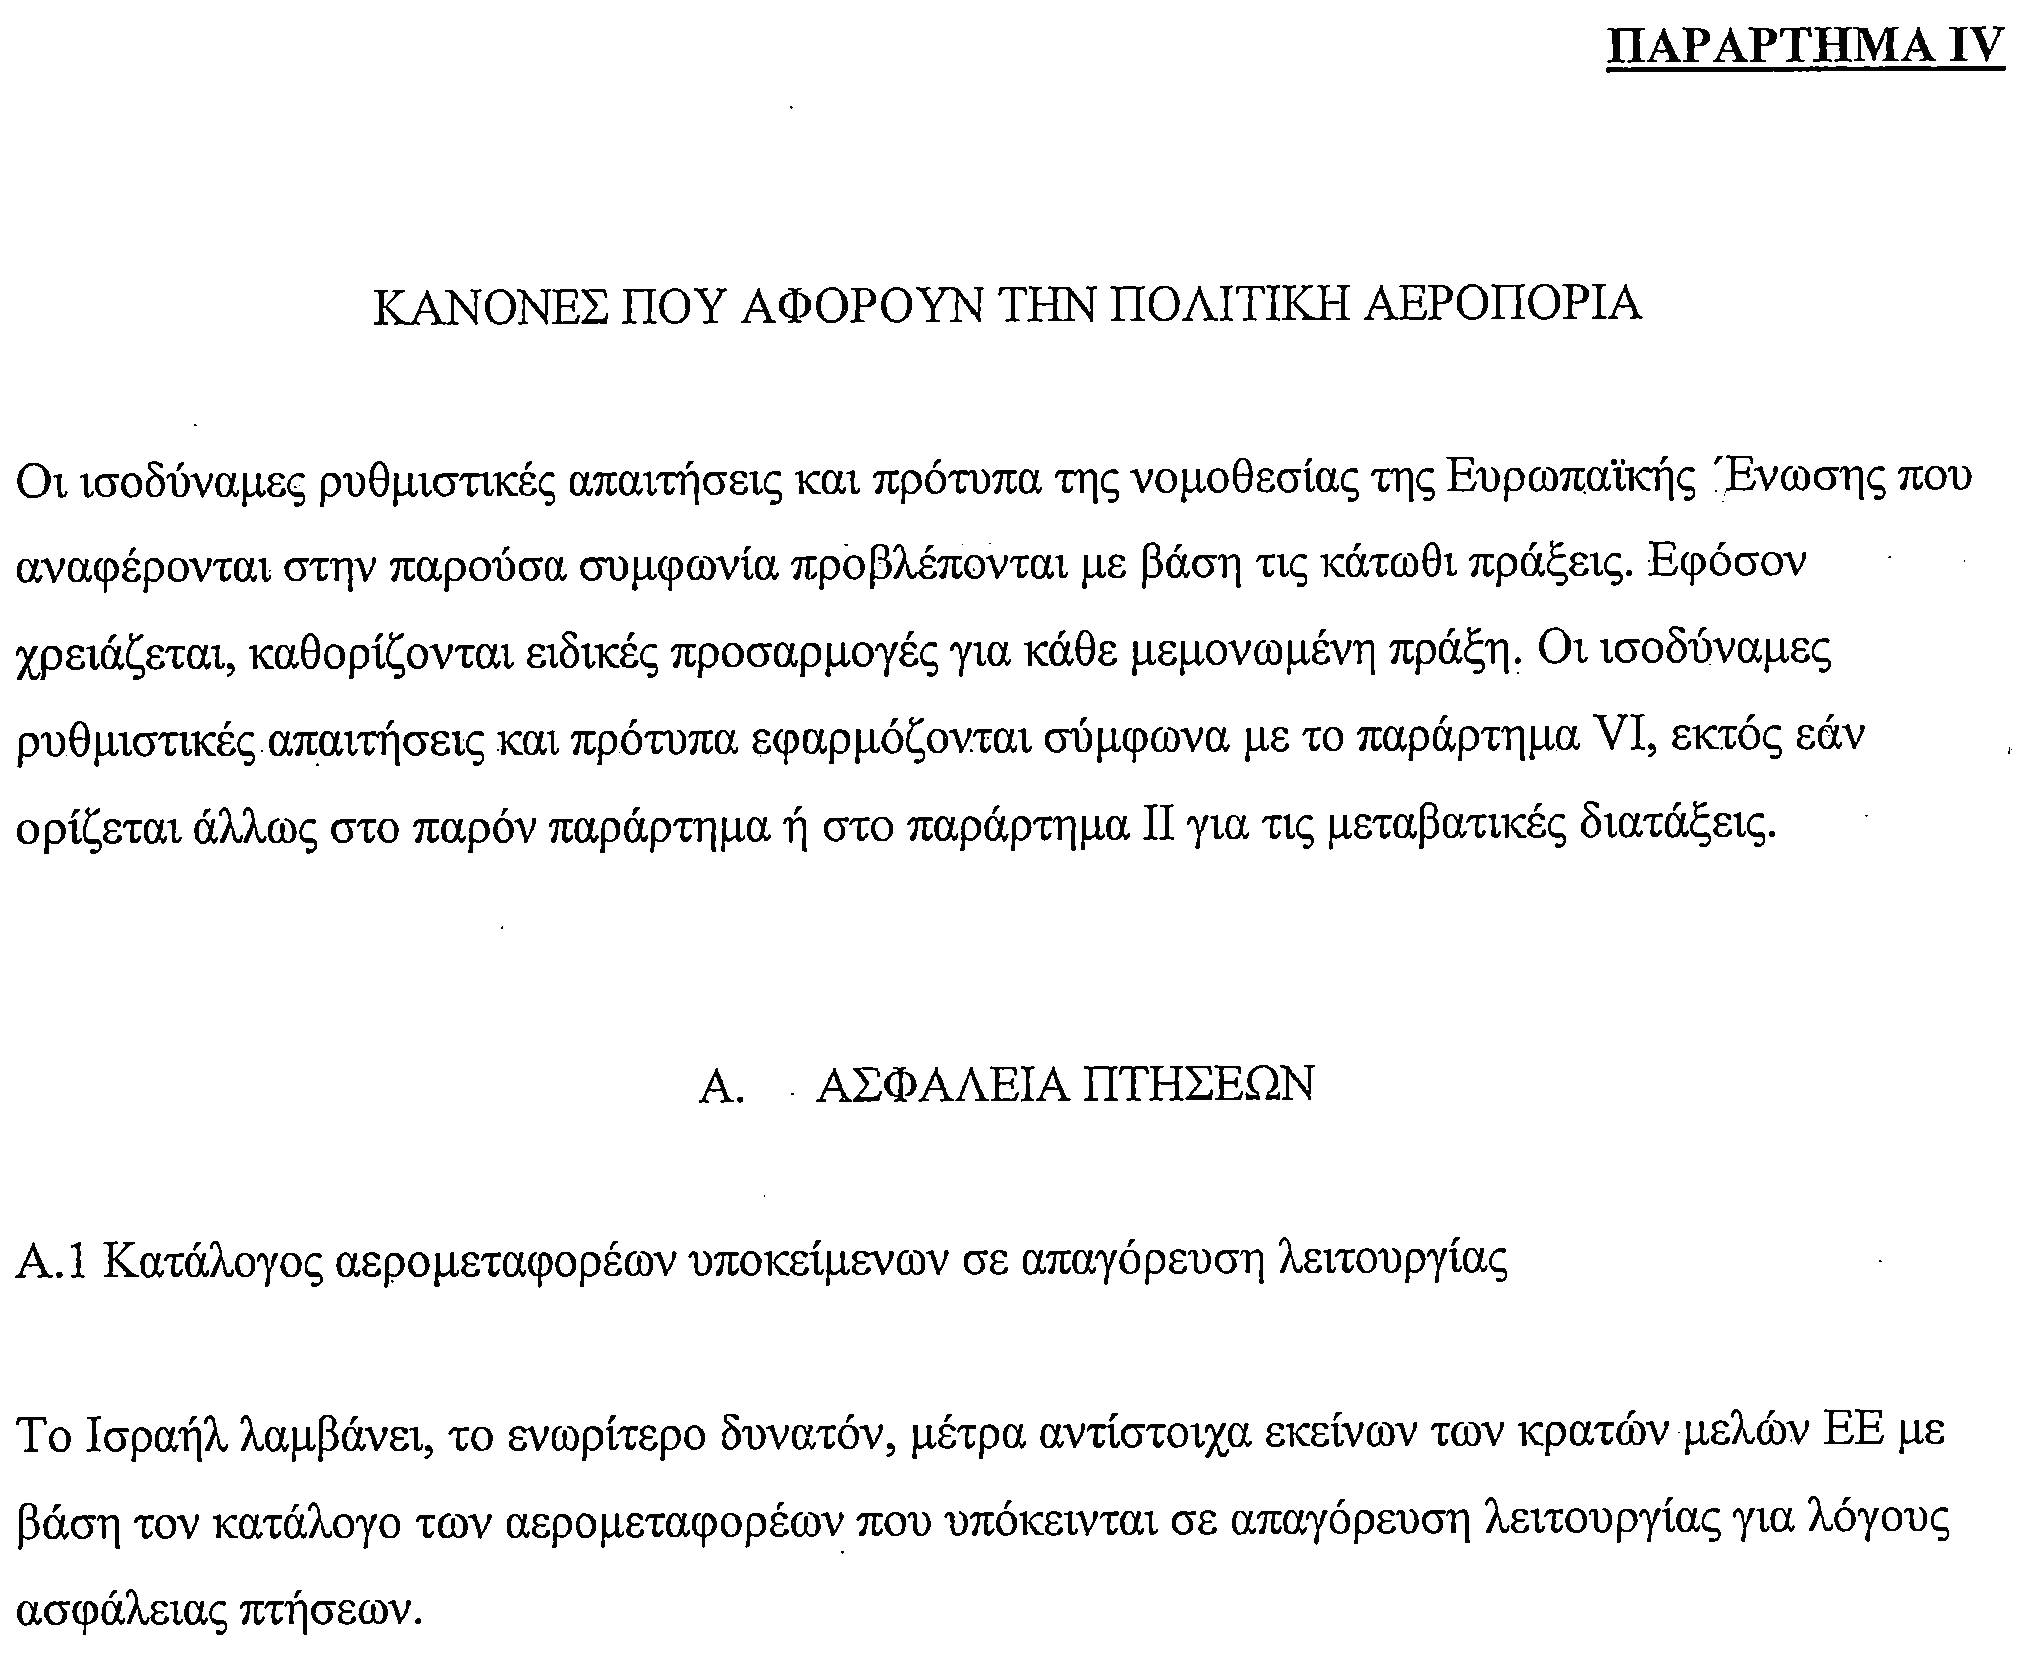 ΠΑΡΑΡΤΗΜΑ IV
ΚΑΝΟΝΕΣ ΠΟΥ ΑΦΟΡΟΥΝ ΤΗΝ ΠΟΛΙΤΙΚΗ ΑΕΡΟΠΟΡΙΑ
Οι ισοδύναμες ρυθμιστικές απαιτήσεις και πρότυπα της νομοθεσίας της Ευρωπαϊκής Ένωσης που
αναφέρονται στην παρούσα συμφωνία προβλέπονται με βάση τις κάτωθι πράξεις. Εφόσον
χρειάζεται, καθορίζονται ειδικές προσαρμογές για κάθε μεμονωμένη πράξη. Οι ισοδύναμες
ρυθμιστικές απαιτήσεις και πρότυπα εφαρμόζονται σύμφωνα με το παράρτημα VI, εκτός εάν
ορίζεται άλλως στο παρόν παράρτημα ή στο παράρτημα II για τις μεταβατικές διατάξεις.
Α. ΑΣΦΑΛΕΙΑ ΠΤΗΣΕΩΝ
Α.1 Κατάλογος αερομεταφορέων υποκείμενων σε απαγόρευση λειτουργίας
Το Ισραήλ λαμβάνει, το ενωρίτερο δυνατόν, μέτρα αντίστοιχα εκείνων των κρατών μελών ΕΕ με
βάση τον κατάλογο των αερομεταφορέων που υπόκεινται σε απαγόρευση λειτουργίας για λόγους
ασφάλειας πτήσεων.